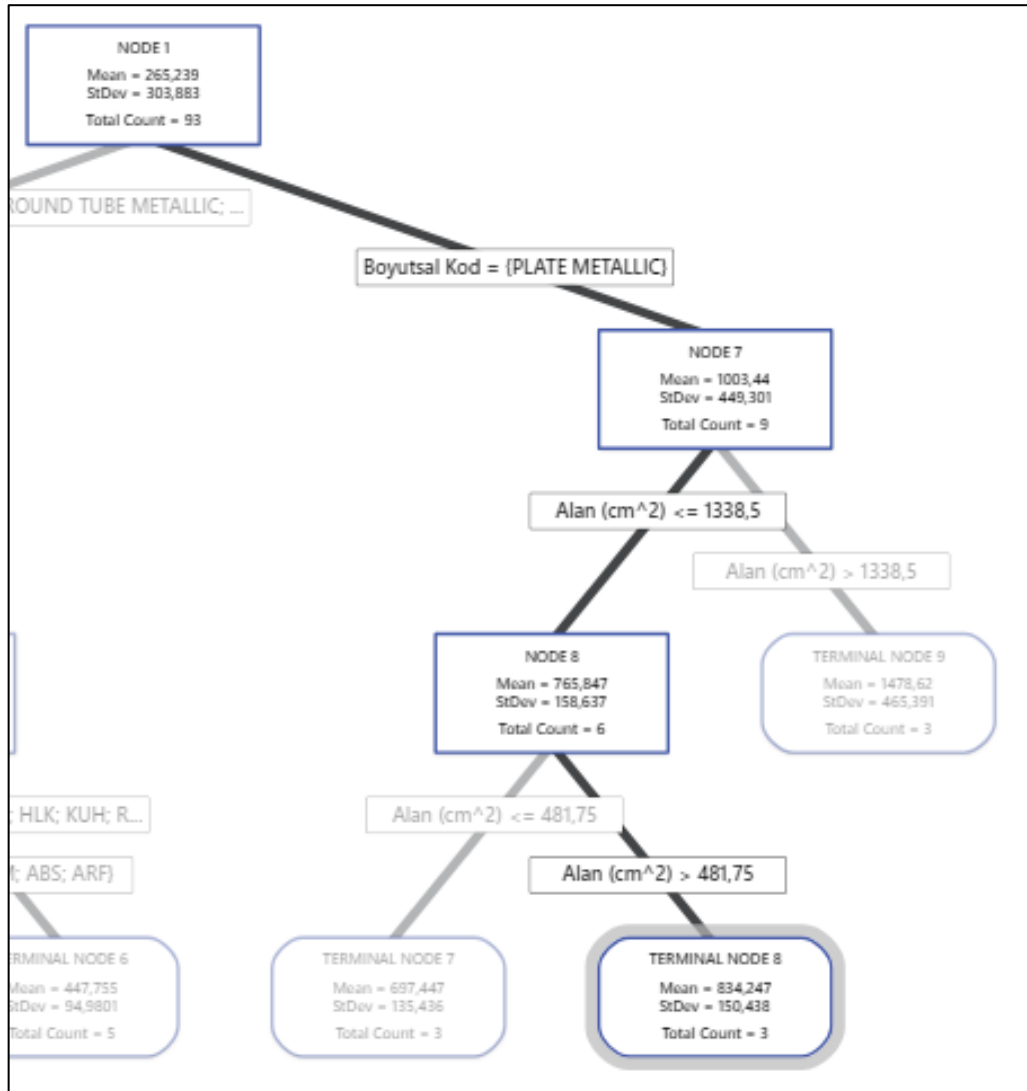 NODE 1
Mean = 265,239
StDev = 303,883
Total Count = 93
ROUND TUBE METALLIC; ...
Boyutsal Kod = {PLATE METALLIC}
NODE 7
Mean = 1003,44
StDev = 449,301
Total Count = 9
Alan (cm^2) <= 1338,5
Alan (cm^2) > 1338,5
NODE 8
Mean = 765,847
StDev = 158,637
Total Count = 6
TERMINAL NODE 9
Mean = 1478,62
StDev = 465,391
Total Count = 3
; HLK; KUH; R...
Alan (cm^2) <= 481,75
; ABS; ARF}
Alan (cm^2) > 481,75
TERMINAL NODE 6
Mean = 447,755
StDev = 94,9801
Total Count = 5
TERMINAL NODE 7
Mean = 697,447
StDev = 135,436
Total Count = 3
TERMINAL NODE 8
Mean = 834,247
StDev = 150,438
Total Count = 3